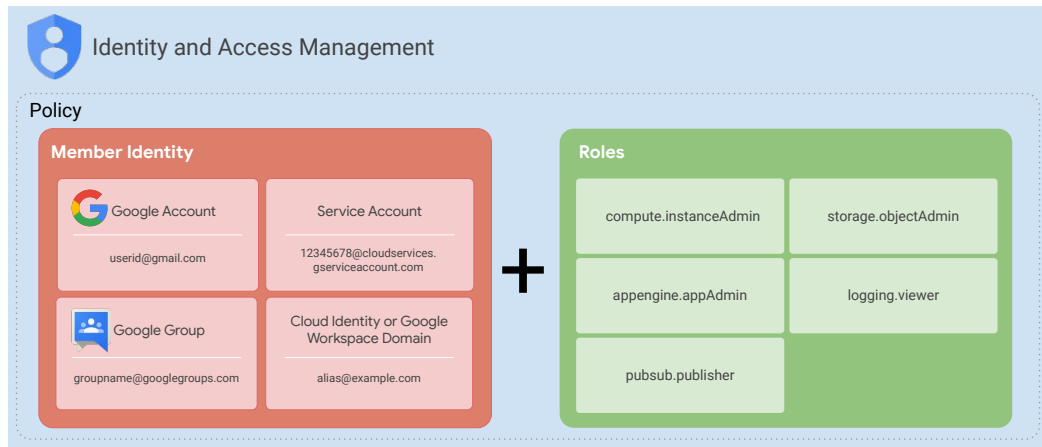 Identity and Access Management
Policy
Member Identity
Google Account
userid@gmail.com
Service Account
12345678@cloudservices.
gserviceaccount.com
Google Group
groupname@googlegroups.com
Cloud Identity or Google
Workspace Domain
alias@example.com
+
Roles
compute.instanceAdmin
storage.objectAdmin
appengine.appAdmin
logging.viewer
pubsub.publisher